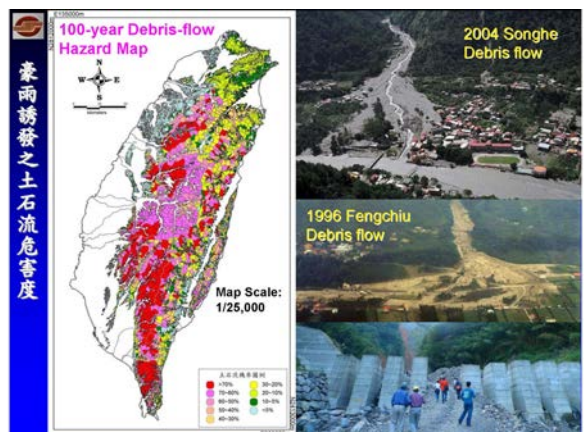 豪雨誘發之土石流危害度
100-year Debris-flow
Hazard Map
N
W
E
S
Map Scale:
1/25,000
>70%
70~60%
60~50%
50~40%
40~30%
30~20%
20~10%
10~5%
<5%
2004 Songhe
Debris flow
1996 Fengchiu
Debris flow